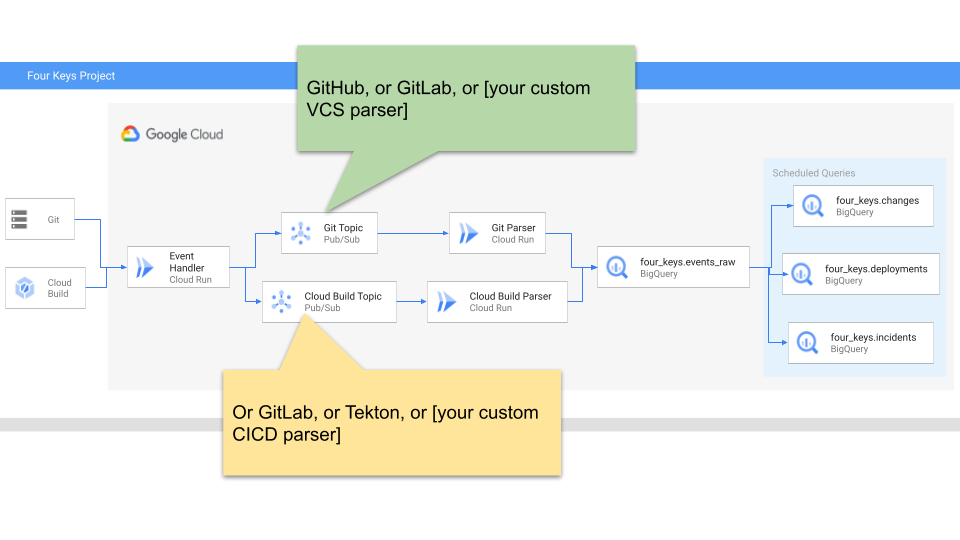 Four Keys Project
GitHub, or GitLab, or [your custom
VCS parser]
Google Cloud
Scheduled Queries
four_keys.changes
BigQuery
Git
Git Topic
Pub/Sub
Git Parser
Cloud Run
Event
Handler
Cloud Run
four_keys.events_raw
BigQuery
four_keys.deployments
BigQuery
Cloud
Build
Cloud Build Topic
Pub/Sub
Cloud Build Parser
Cloud Run
four_keys.incidents
BigQuery
Or GitLab, or Tekton, or [your custom
CICD parser]